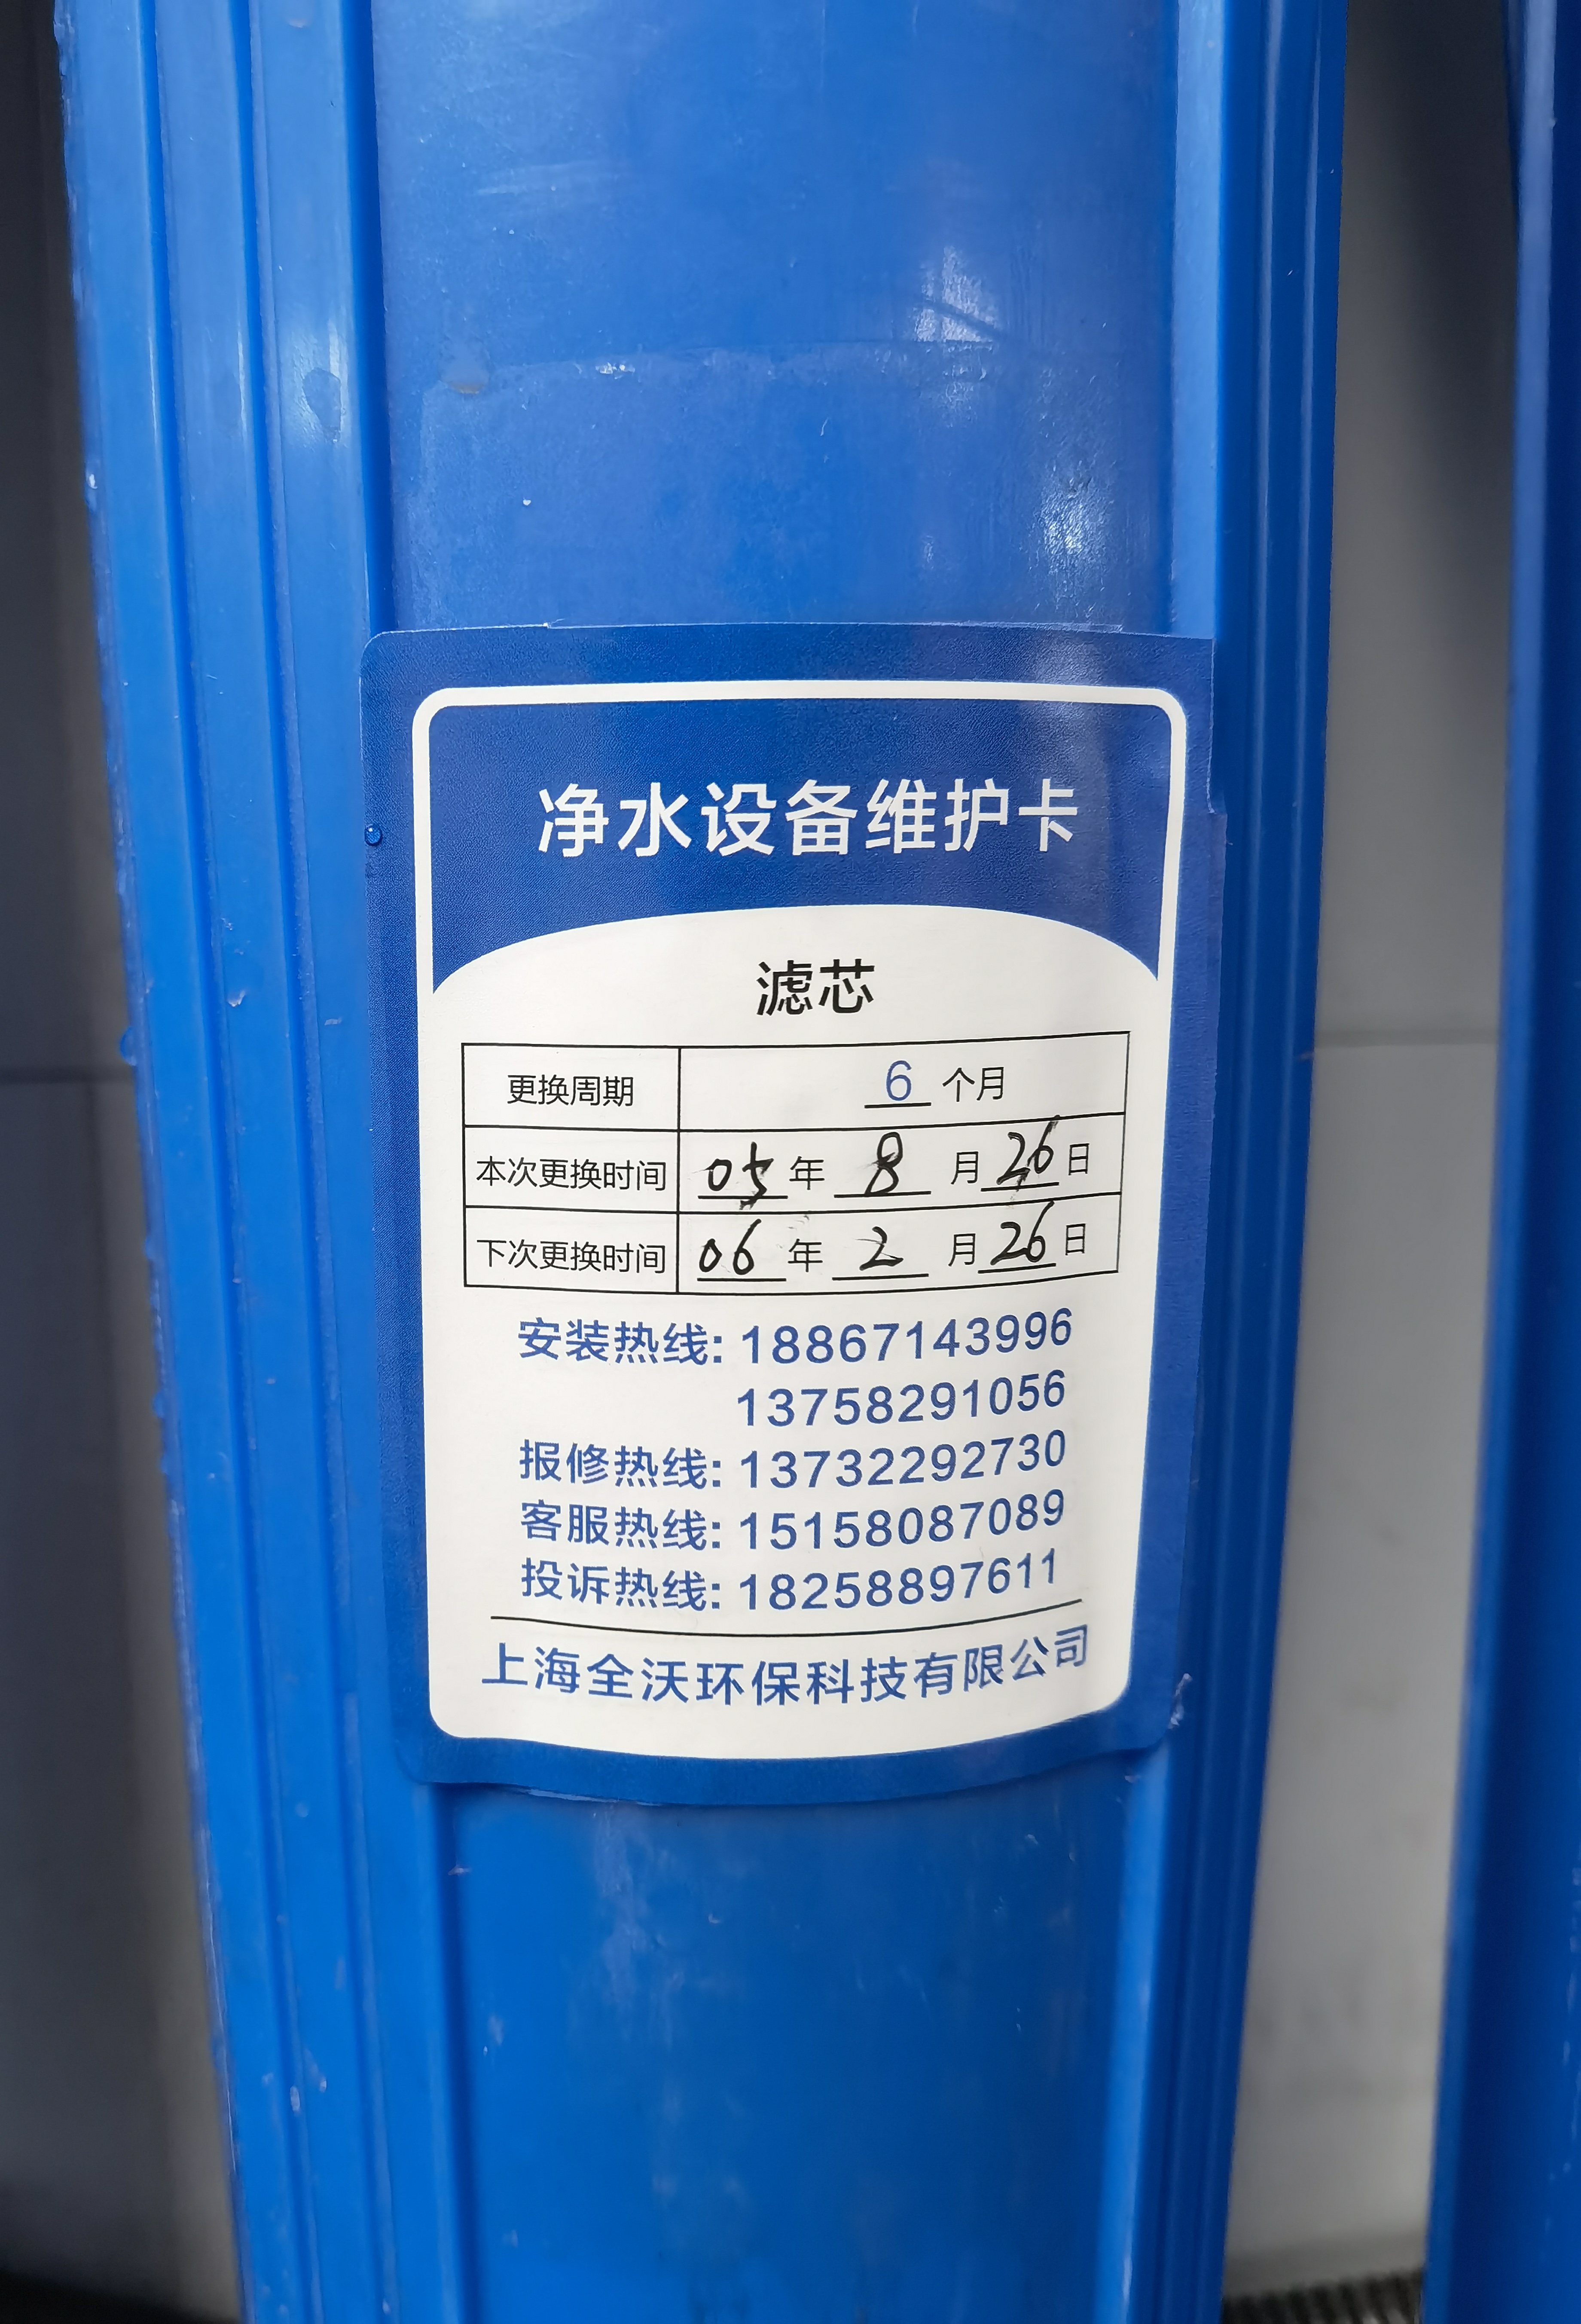 净水设备维护卡
滤芯
更换周期 6 个月
本次更换时间 05 年 8 月 26 日
下次更换时间 06 年 2 月 26 日
安装热线: 18867143996
13758291056
报修热线: 13732292730
客服热线: 15158087089
投诉热线: 18258897611
上海全沃环保科技有限公司